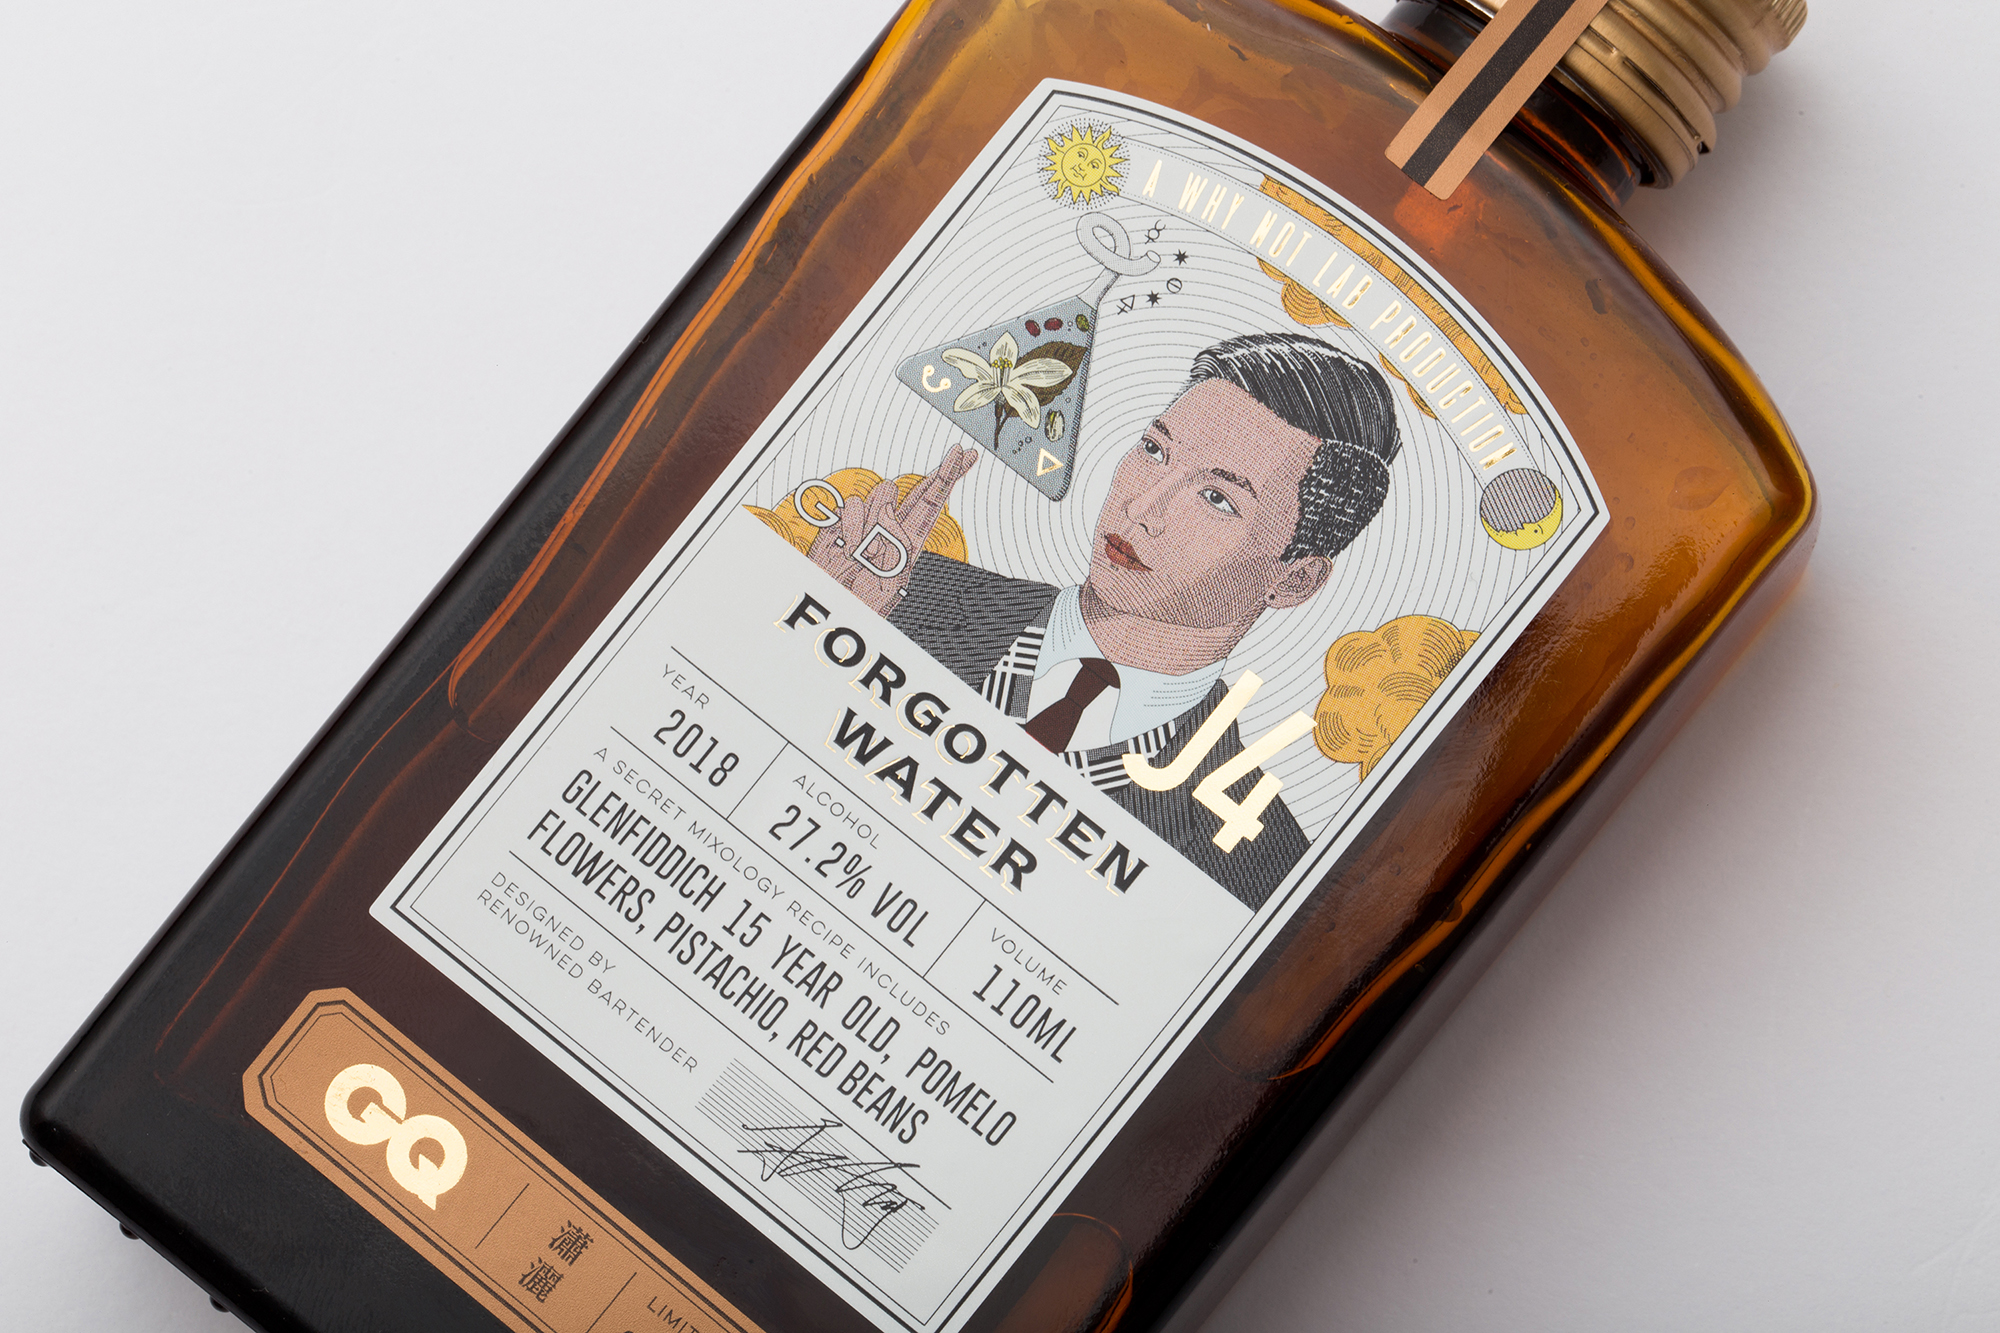 A WHY NOT LAB PRODUCTION
G.D.
J4
FORGOTTEN
WATER
YEAR
2018
ALCOHOL
27.2% VOL
VOLUME
110ML
A SECRET MIXOLOGY RECIPE INCLUDES
GLENFIDDICH 15 YEAR OLD, POMELO
FLOWERS, PISTACHIO, RED BEANS
DESIGNED BY
RENOWNED BARTENDER
GQ
瀟
灑